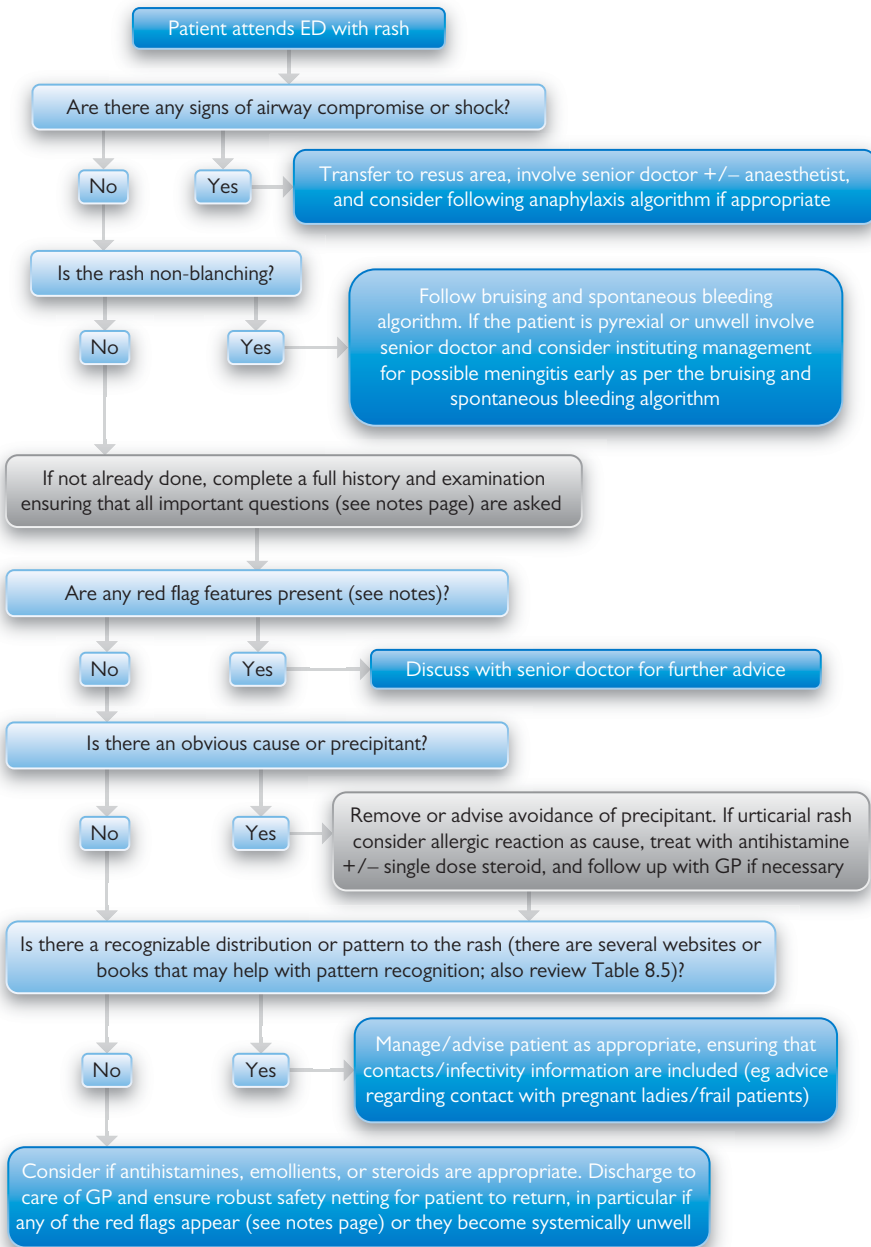 Patient attends ED with rash
Are there any signs of airway compromise or shock?
No
Yes
Transfer to resus area, involve senior doctor +/– anaesthetist,
and consider following anaphylaxis algorithm if appropriate
Is the rash non-blanching?
No
Yes
Follow bruising and spontaneous bleeding
algorithm. If the patient is pyrexial or unwell involve
senior doctor and consider instituting management
for possible meningitis early as per the bruising and
spontaneous bleeding algorithm
If not already done, complete a full history and examination
ensuring that all important questions (see notes page) are asked
Are any red flag features present (see notes)?
No
Yes
Discuss with senior doctor for further advice
Is there an obvious cause or precipitant?
No
Yes
Remove or advise avoidance of precipitant. If urticarial rash
consider allergic reaction as cause, treat with antihistamine
+/– single dose steroid, and follow up with GP if necessary
Is there a recognizable distribution or pattern to the rash (there are several websites or
books that may help with pattern recognition; also review Table 8.5)?
No
Yes
Manage/advise patient as appropriate, ensuring that
contacts/infectivity information are included (eg advice
regarding contact with pregnant ladies/frail patients)
Consider if antihistamines, emollients, or steroids are appropriate. Discharge to
care of GP and ensure robust safety netting for patient to return, in particular if
any of the red flags appear (see notes page) or they become systemically unwell